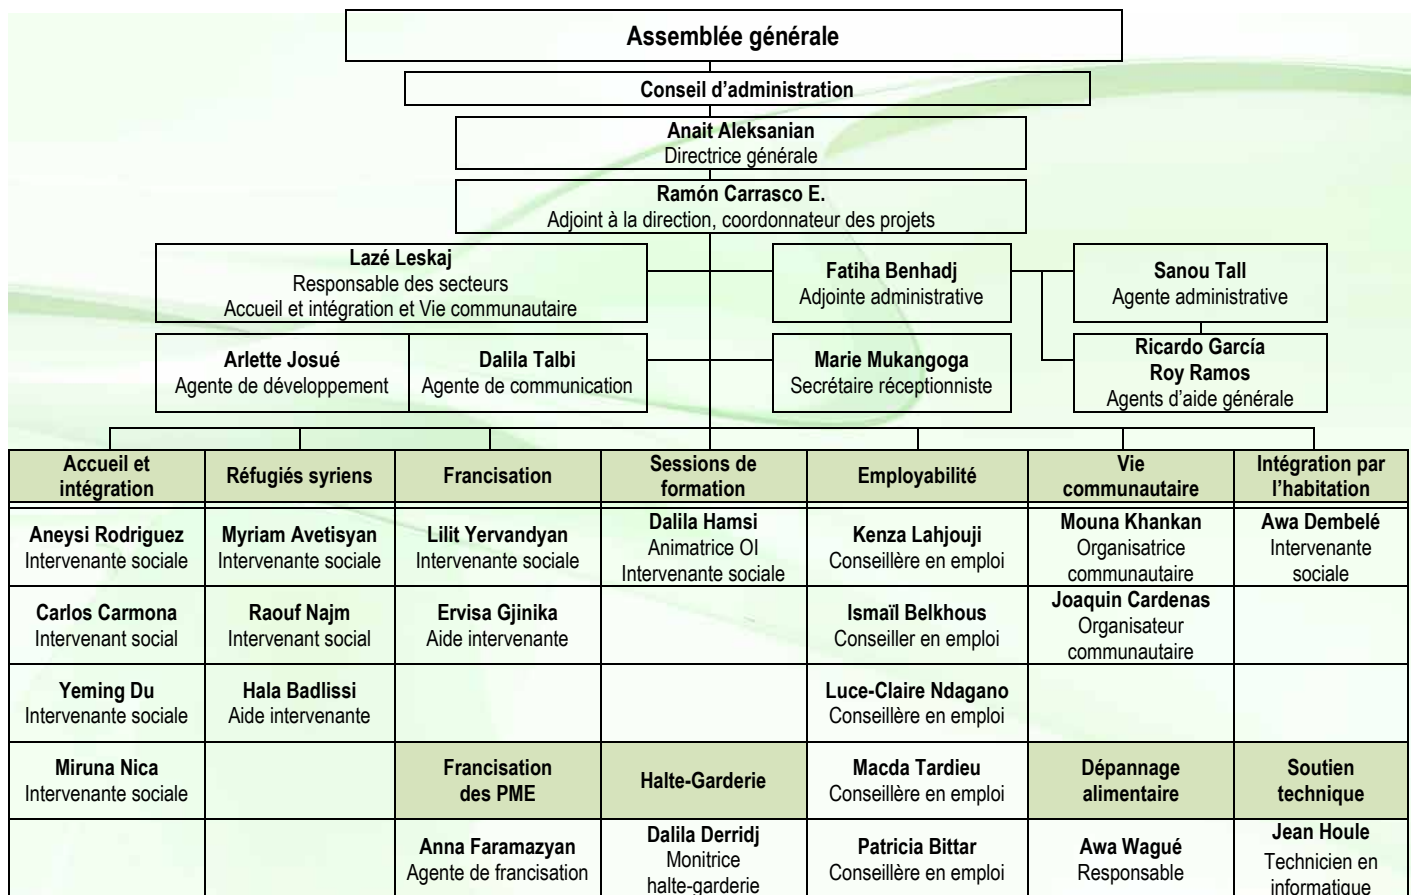 Assemblée générale
Conseil d'administration
Anait Aleksanian
Directrice générale
Ramón Carrasco E.
Adjoint à la direction, coordonnateur des projets
Lazé Leskaj
Responsable des secteurs
Accueil et intégration et Vie communautaire
Fatiha Benhadj
Adjointe administrative
Sanou Tall
Agente administrative
Arlette Josué
Agente de développement
Dalila Talbi
Agente de communication
Marie Mukangoga
Secrétaire réceptionniste
Ricardo García
Roy Ramos
Agents d'aide générale
Accueil et
intégration
Réfugiés syriens
Francisation
Sessions de
formation
Employabilité
Vie
communautaire
Intégration par
l'habitation
Aneysi Rodriguez
Intervenante sociale
Myriam Avetisyan
Intervenante sociale
Lilit Yervandyan
Intervenante sociale
Dalila Hamsi
Animatrice OI
Intervenante sociale
Kenza Lahjouji
Conseillère en emploi
Mouna Khankan
Organisatrice
communautaire
Awa Dembelé
Intervenante
sociale
Carlos Carmona
Intervenant social
Raouf Najm
Intervenant social
Ervisa Gjinika
Aide intervenante
Ismaïl Belkhous
Conseiller en emploi
Joaquin Cardenas
Organisateur
communautaire
Yeming Du
Intervenante sociale
Hala Badlissi
Aide intervenante
Luce-Claire Ndagano
Conseillère en emploi
Miruna Nica
Intervenante sociale
Francisation
des PME
Halte-Garderie
Macda Tardieu
Conseillère en emploi
Dépannage
alimentaire
Soutien
technique
Anna Faramazyan
Agente de francisation
Dalila Derridj
Monitrice
halte-garderie
Patricia Bittar
Conseillère en emploi
Awa Wagué
Responsable
Jean Houle
Technicien en
informatique